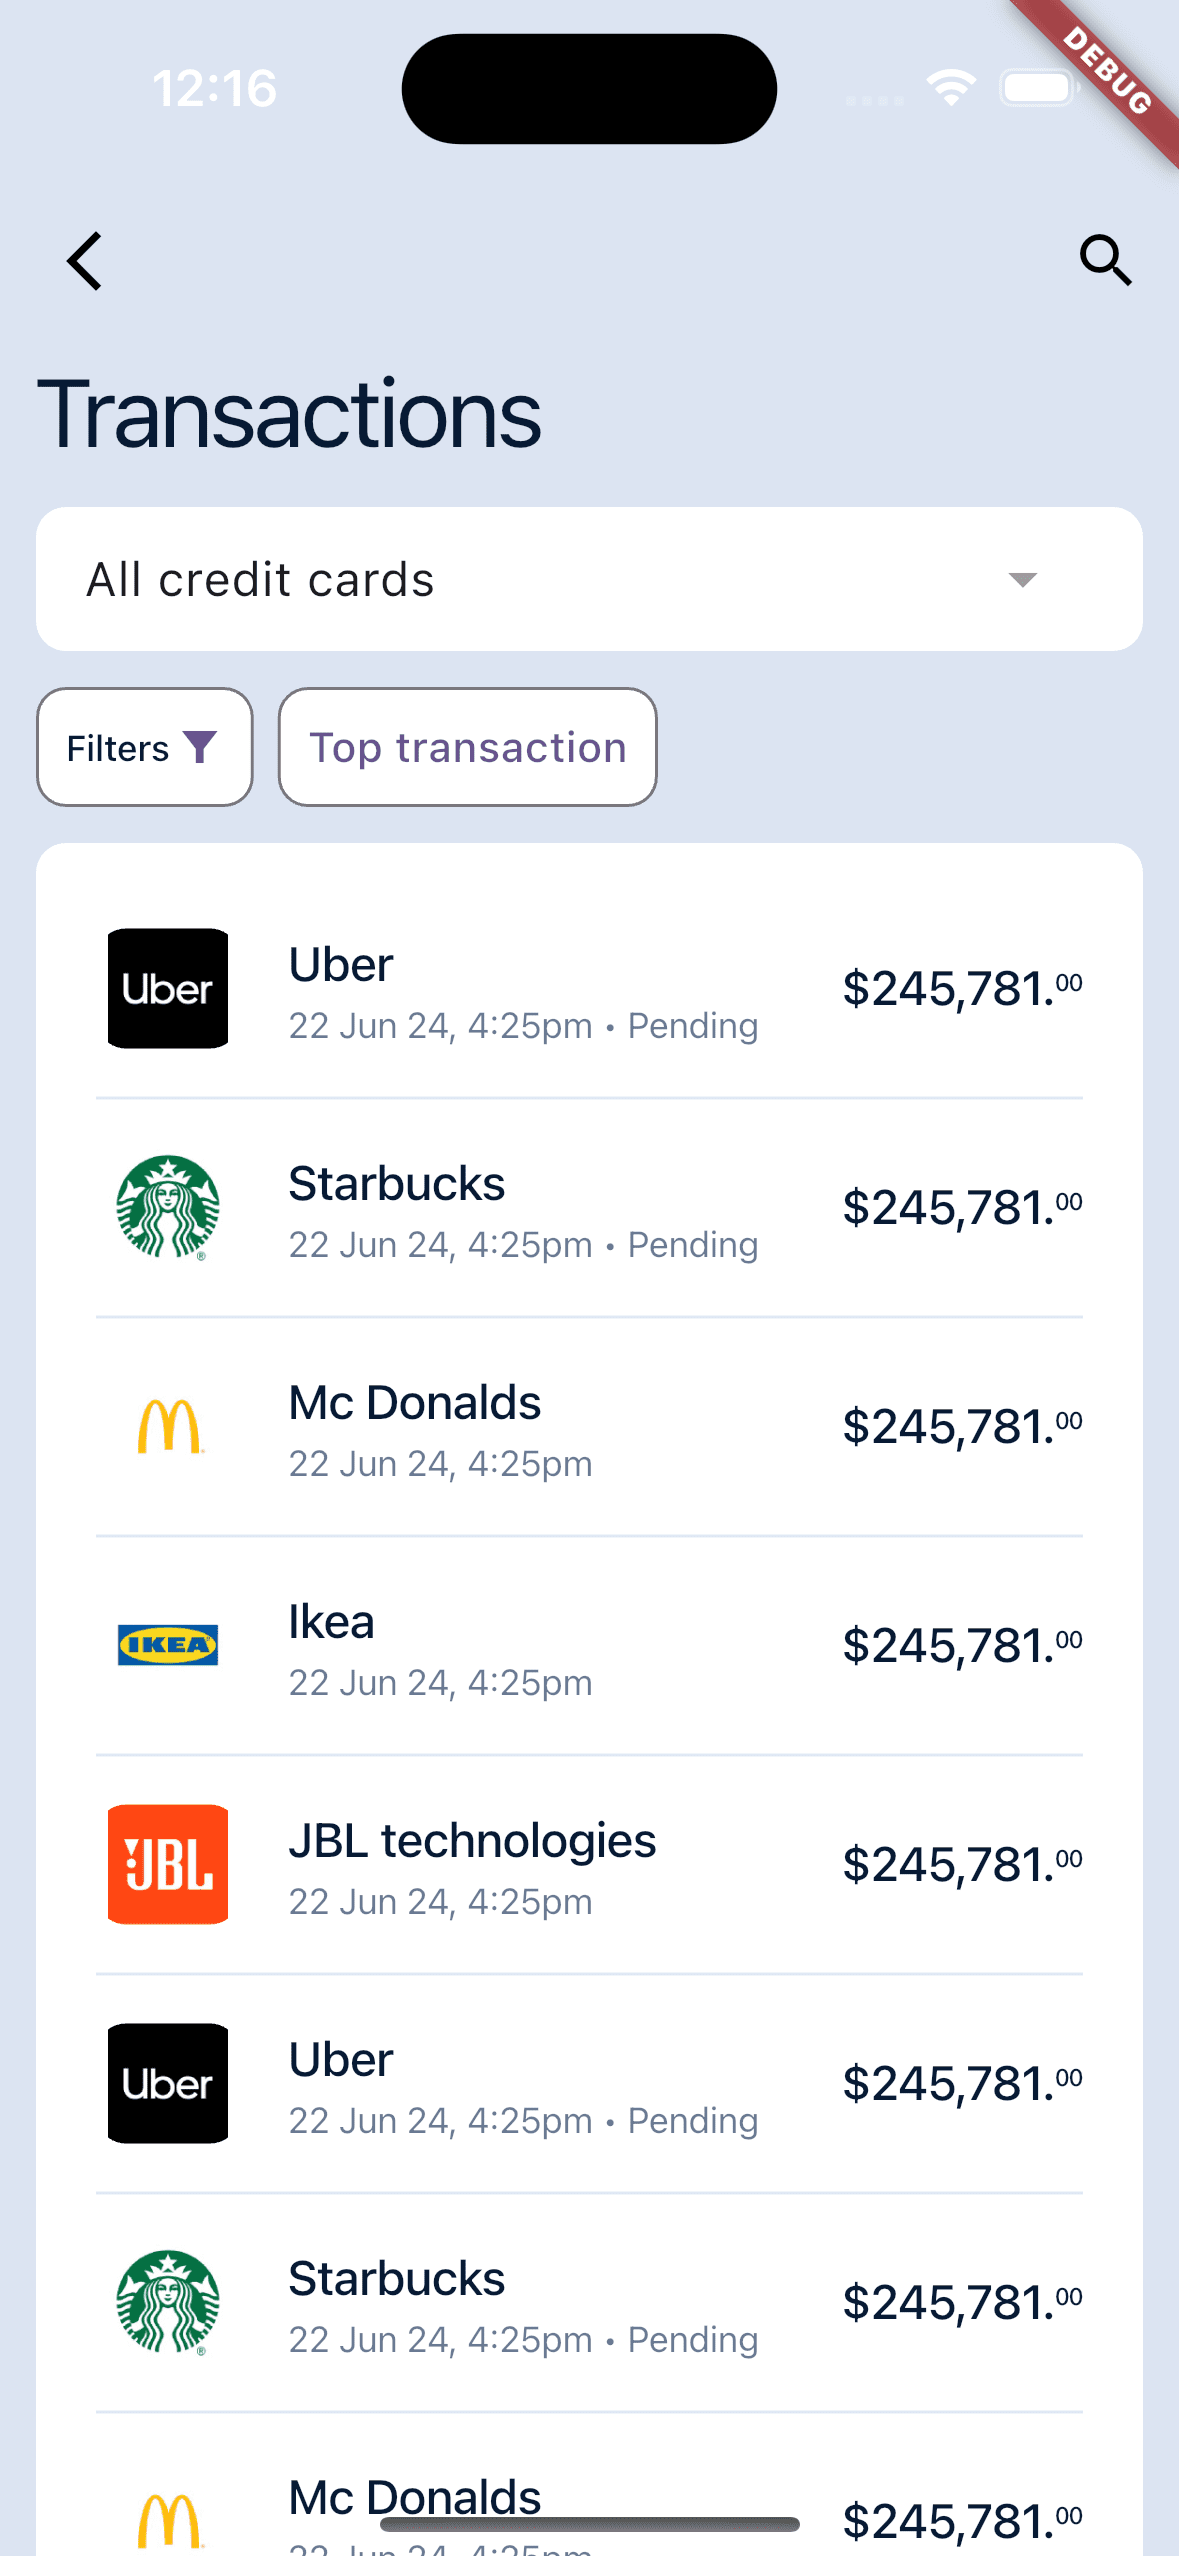 12:16
DEBUG
Transactions
All credit cards
Filters
Top transaction
Uber
Uber
$245,781.00
22 Jun 24, 4:25pm • Pending
Starbucks
$245,781.00
22 Jun 24, 4:25pm • Pending
Mc Donalds
$245,781.00
22 Jun 24, 4:25pm
IKEA
Ikea
$245,781.00
22 Jun 24, 4:25pm
JBL
JBL technologies
$245,781.00
22 Jun 24, 4:25pm
Uber
Uber
$245,781.00
22 Jun 24, 4:25pm • Pending
Starbucks
$245,781.00
22 Jun 24, 4:25pm • Pending
Mc Donalds
$245,781.00